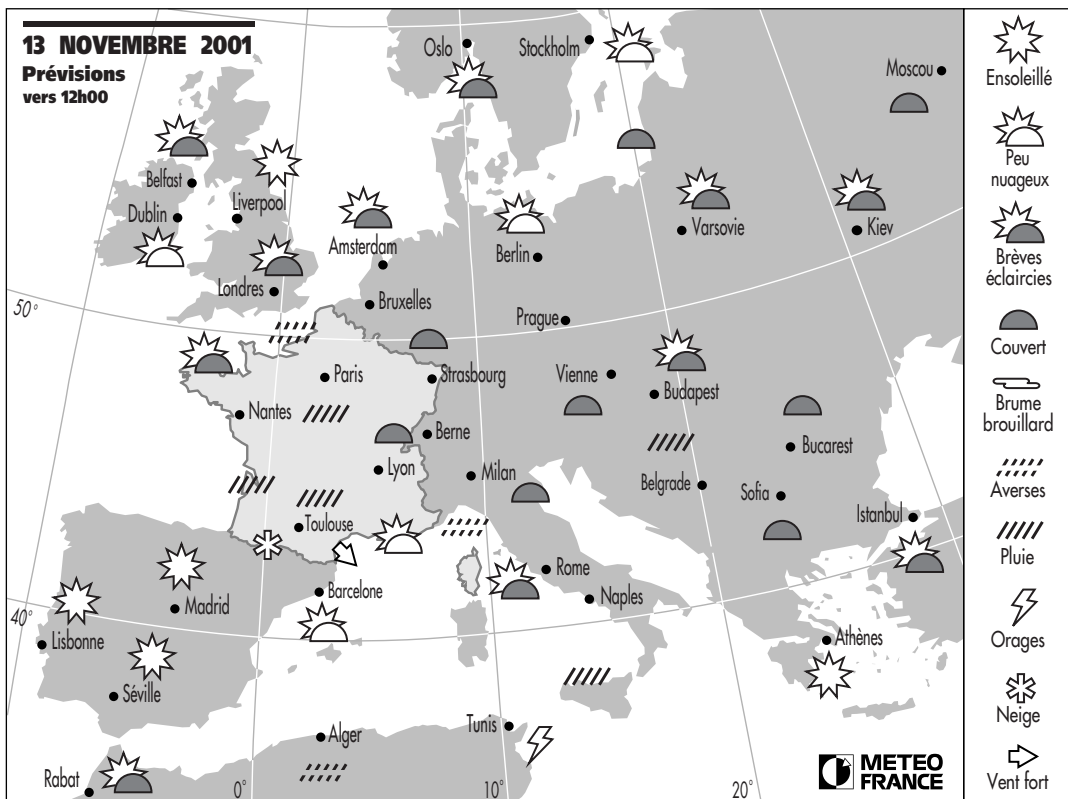 13 NOVEMBRE 2001
Prévisions
vers 12h00
Oslo
Stockholm
Moscou
Belfast
Dublin
Liverpool
Londres
Amsterdam
Bruxelles
Berlin
Prague
Varsovie
Kiev
50°
Paris
Strasbourg
Vienne
Budapest
Nantes
Berne
Bucarest
Lyon
Milan
Belgrade
Sofia
Istanbul
Toulouse
Rome
Barcelone
Naples
Madrid
40°
Lisbonne
Athènes
Séville
Alger
Tunis
Rabat
0°
10°
20°
METEO
FRANCE
Ensoleillé
Peu
nuageux
Brèves
éclaircies
Couvert
Brume
brouillard
Averses
Pluie
Orages
Neige
Vent fort